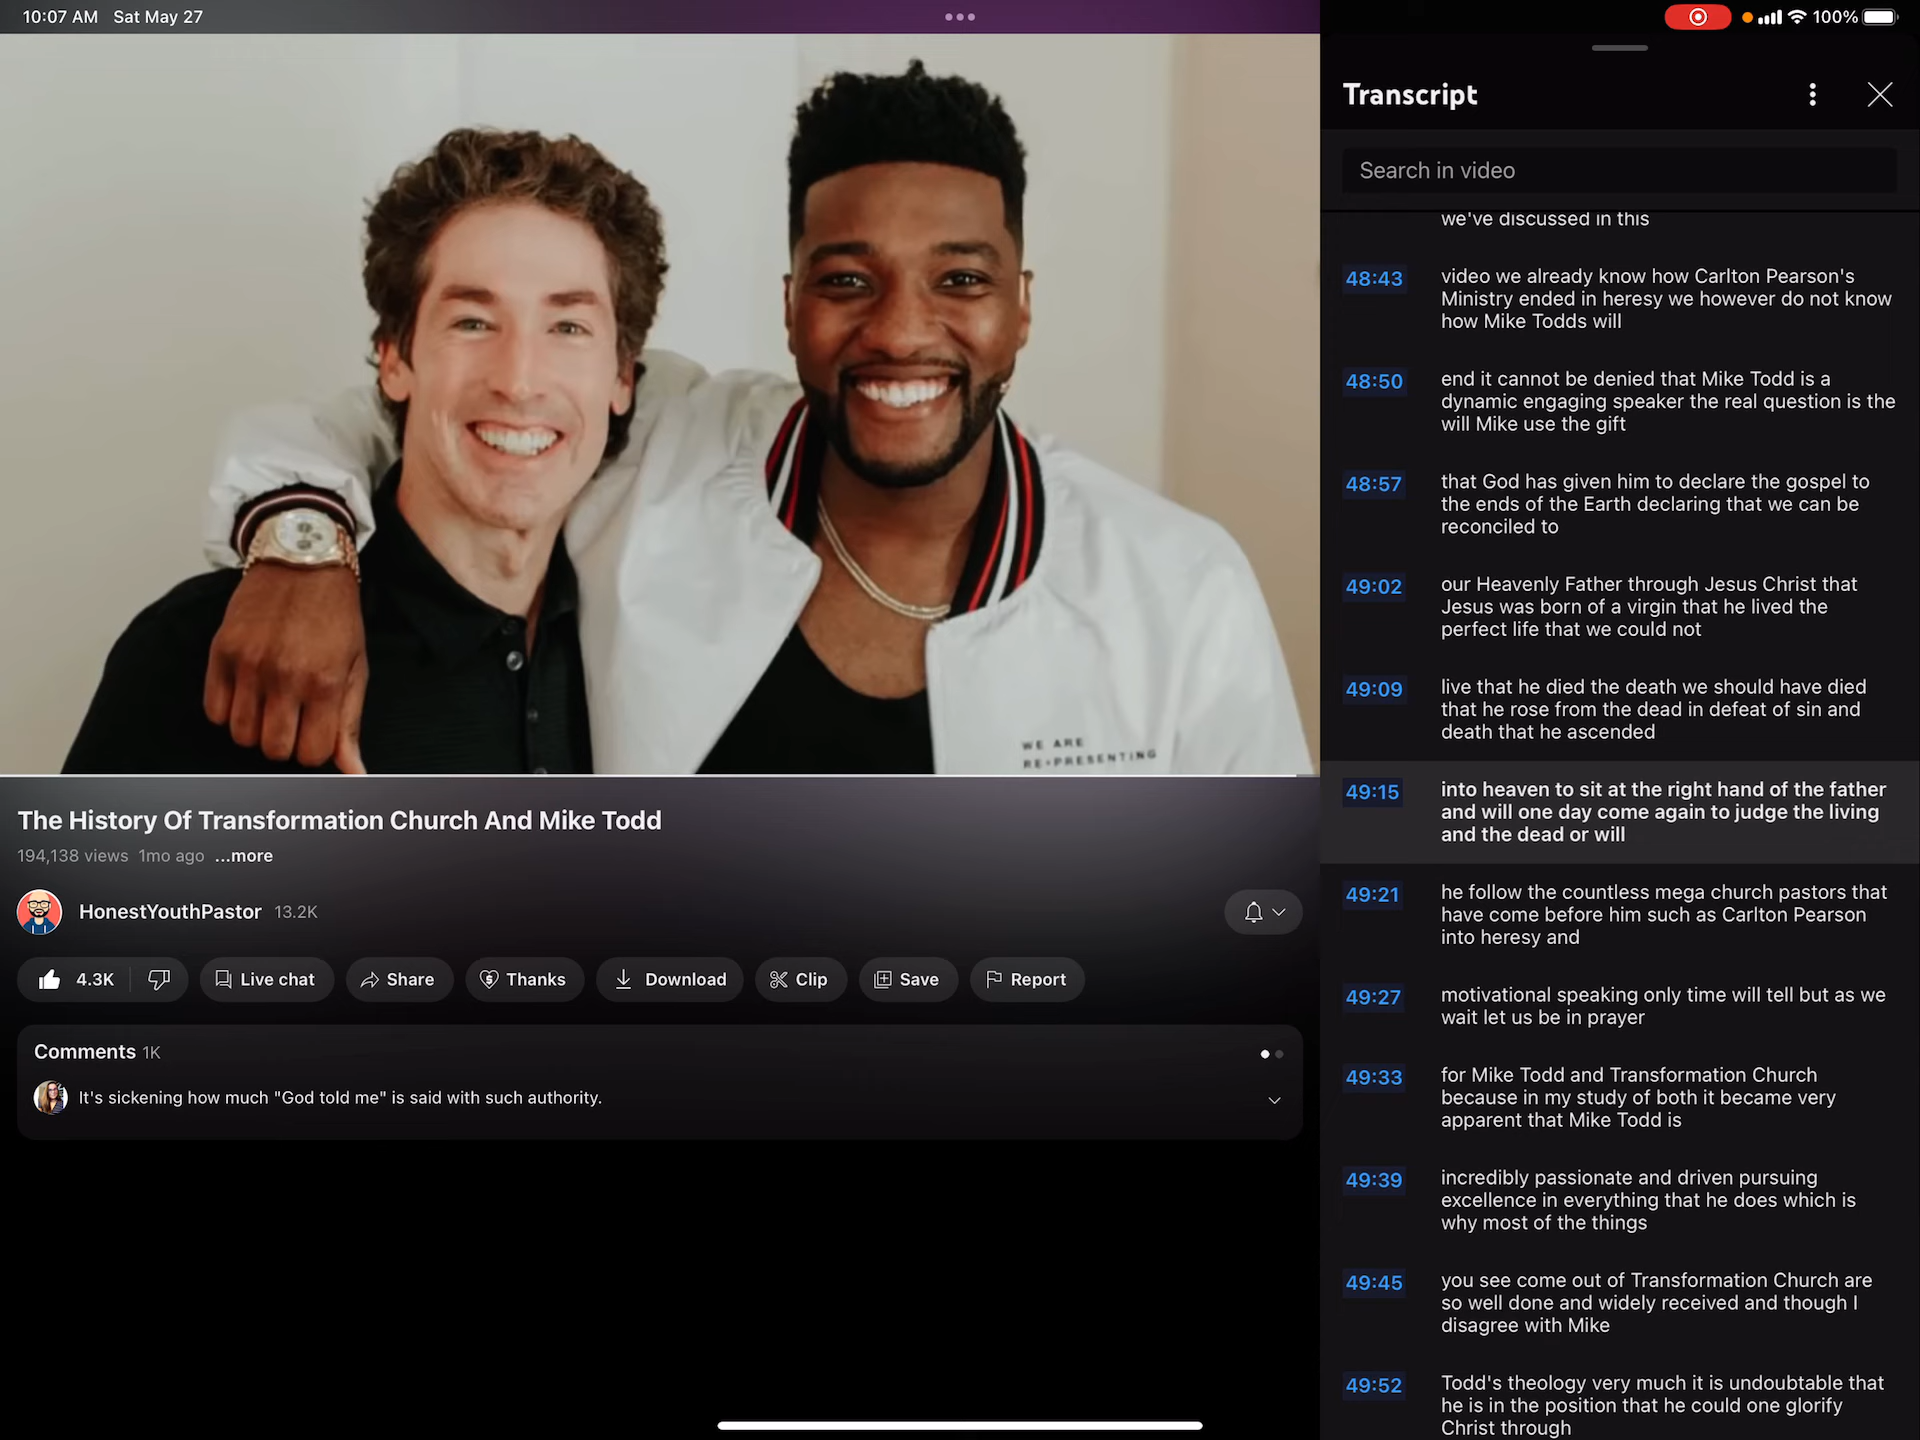 10:07 AM Sat May 27
100%
WE ARE
RE•PRESENTING
The History Of Transformation Church And Mike Todd
194,138 views 1mo ago ...more
HonestYouthPastor 13.2K
4.3K
Live chat
Share
Thanks
Download
Clip
Save
Report
Comments 1K
It's sickening how much "God told me" is said with such authority.
Transcript
Search in video
we've discussed in this
48:43
video we already know how Carlton Pearson's
Ministry ended in heresy we however do not know
how Mike Todds will
48:50
end it cannot be denied that Mike Todd is a
dynamic engaging speaker the real question is the
will Mike use the gift
48:57
that God has given him to declare the gospel to
the ends of the Earth declaring that we can be
reconciled to
49:02
our Heavenly Father through Jesus Christ that
Jesus was born of a virgin that he lived the
perfect life that we could not
49:09
live that he died the death we should have died
that he rose from the dead in defeat of sin and
death that he ascended
49:15
into heaven to sit at the right hand of the father
and will one day come again to judge the living
and the dead or will
49:21
he follow the countless mega church pastors that
have come before him such as Carlton Pearson
into heresy and
49:27
motivational speaking only time will tell but as we
wait let us be in prayer
49:33
for Mike Todd and Transformation Church
because in my study of both it became very
apparent that Mike Todd is
49:39
incredibly passionate and driven pursuing
excellence in everything that he does which is
why most of the things
49:45
you see come out of Transformation Church are
so well done and widely received and though I
disagree with Mike
49:52
Todd's theology very much it is undoubtable that
he is in the position that he could one glorify
Christ through